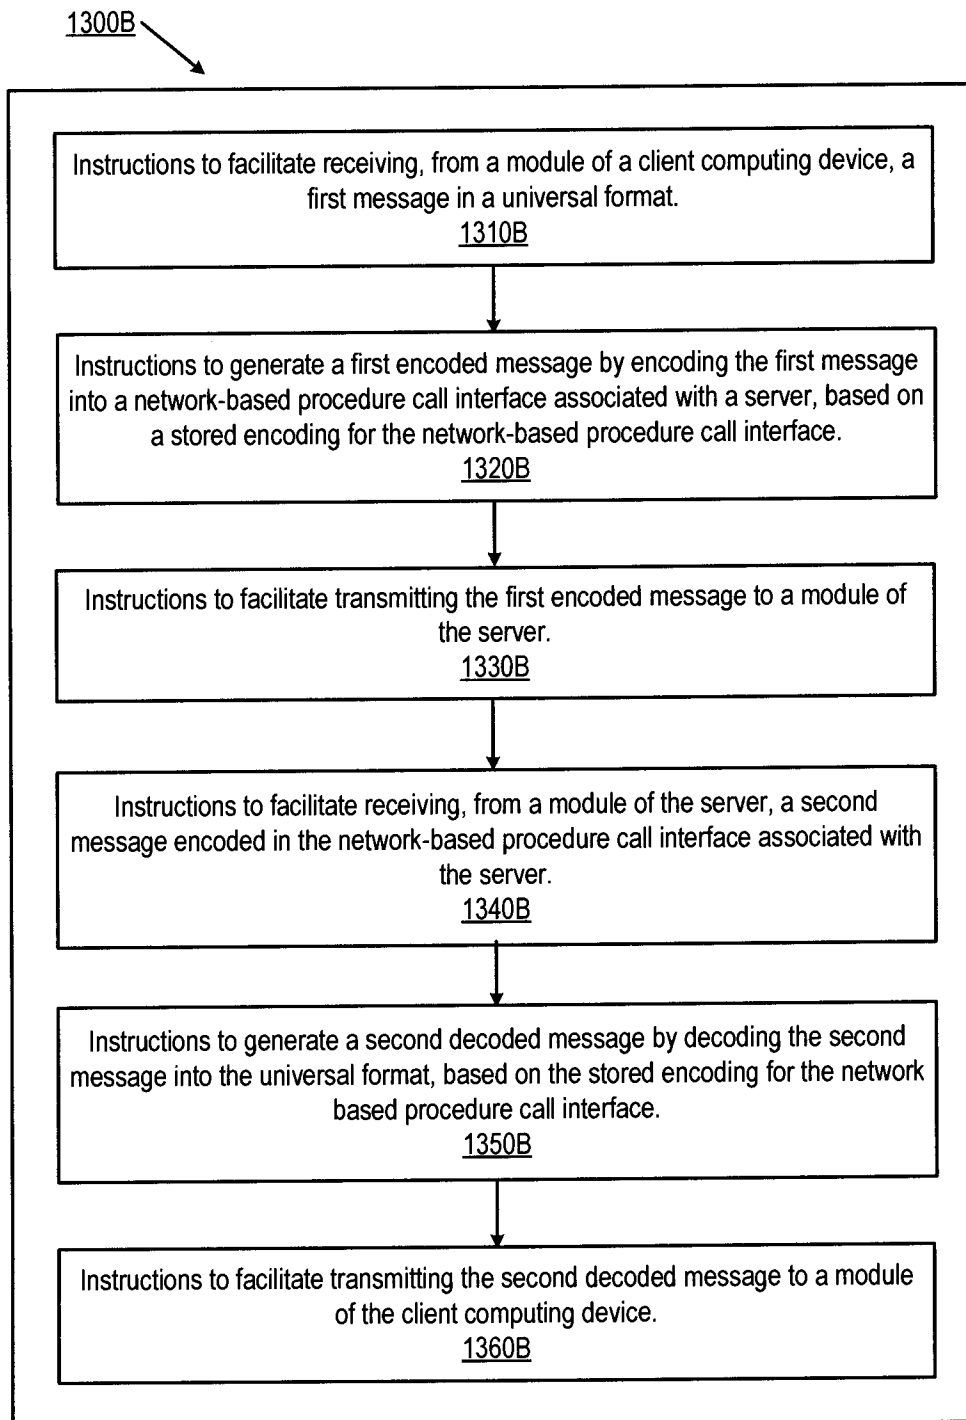 1300B
Instructions to facilitate receiving, from a module of a client computing device, a
first message in a universal format.
1310B
Instructions to generate a first encoded message by encoding the first message
into a network-based procedure call interface associated with a server, based on
a stored encoding for the network-based procedure call interface.
1320B
Instructions to facilitate transmitting the first encoded message to a module of
the server.
1330B
Instructions to facilitate receiving, from a module of the server, a second
message encoded in the network-based procedure call interface associated with
the server.
1340B
Instructions to generate a second decoded message by decoding the second
message into the universal format, based on the stored encoding for the network
based procedure call interface.
1350B
Instructions to facilitate transmitting the second decoded message to a module
of the client computing device.
1360B